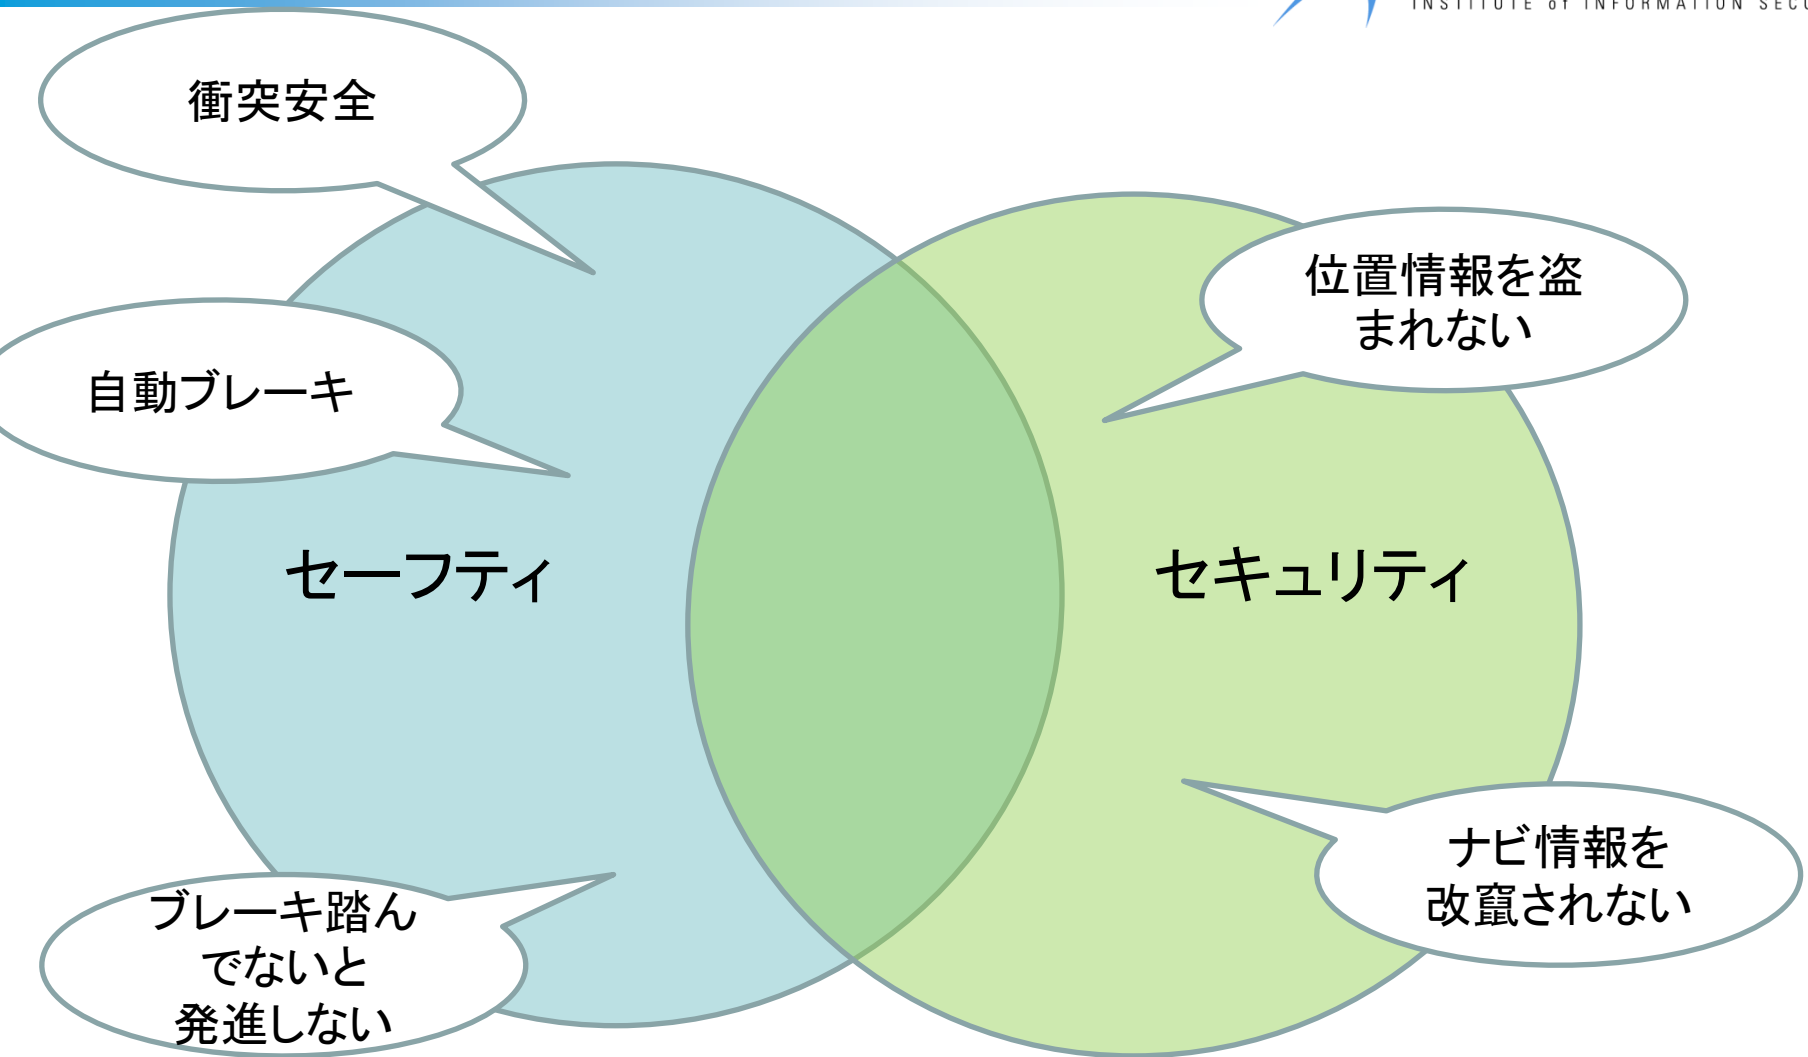 INSTITUTE of INFORMATION
衝突安全
位置情報を盗
まれない
自動ブレーキ
セーフティ
セキュリティ
ナビ情報を
改竄されない
ブレーキ踏ん
でないと
発進しない